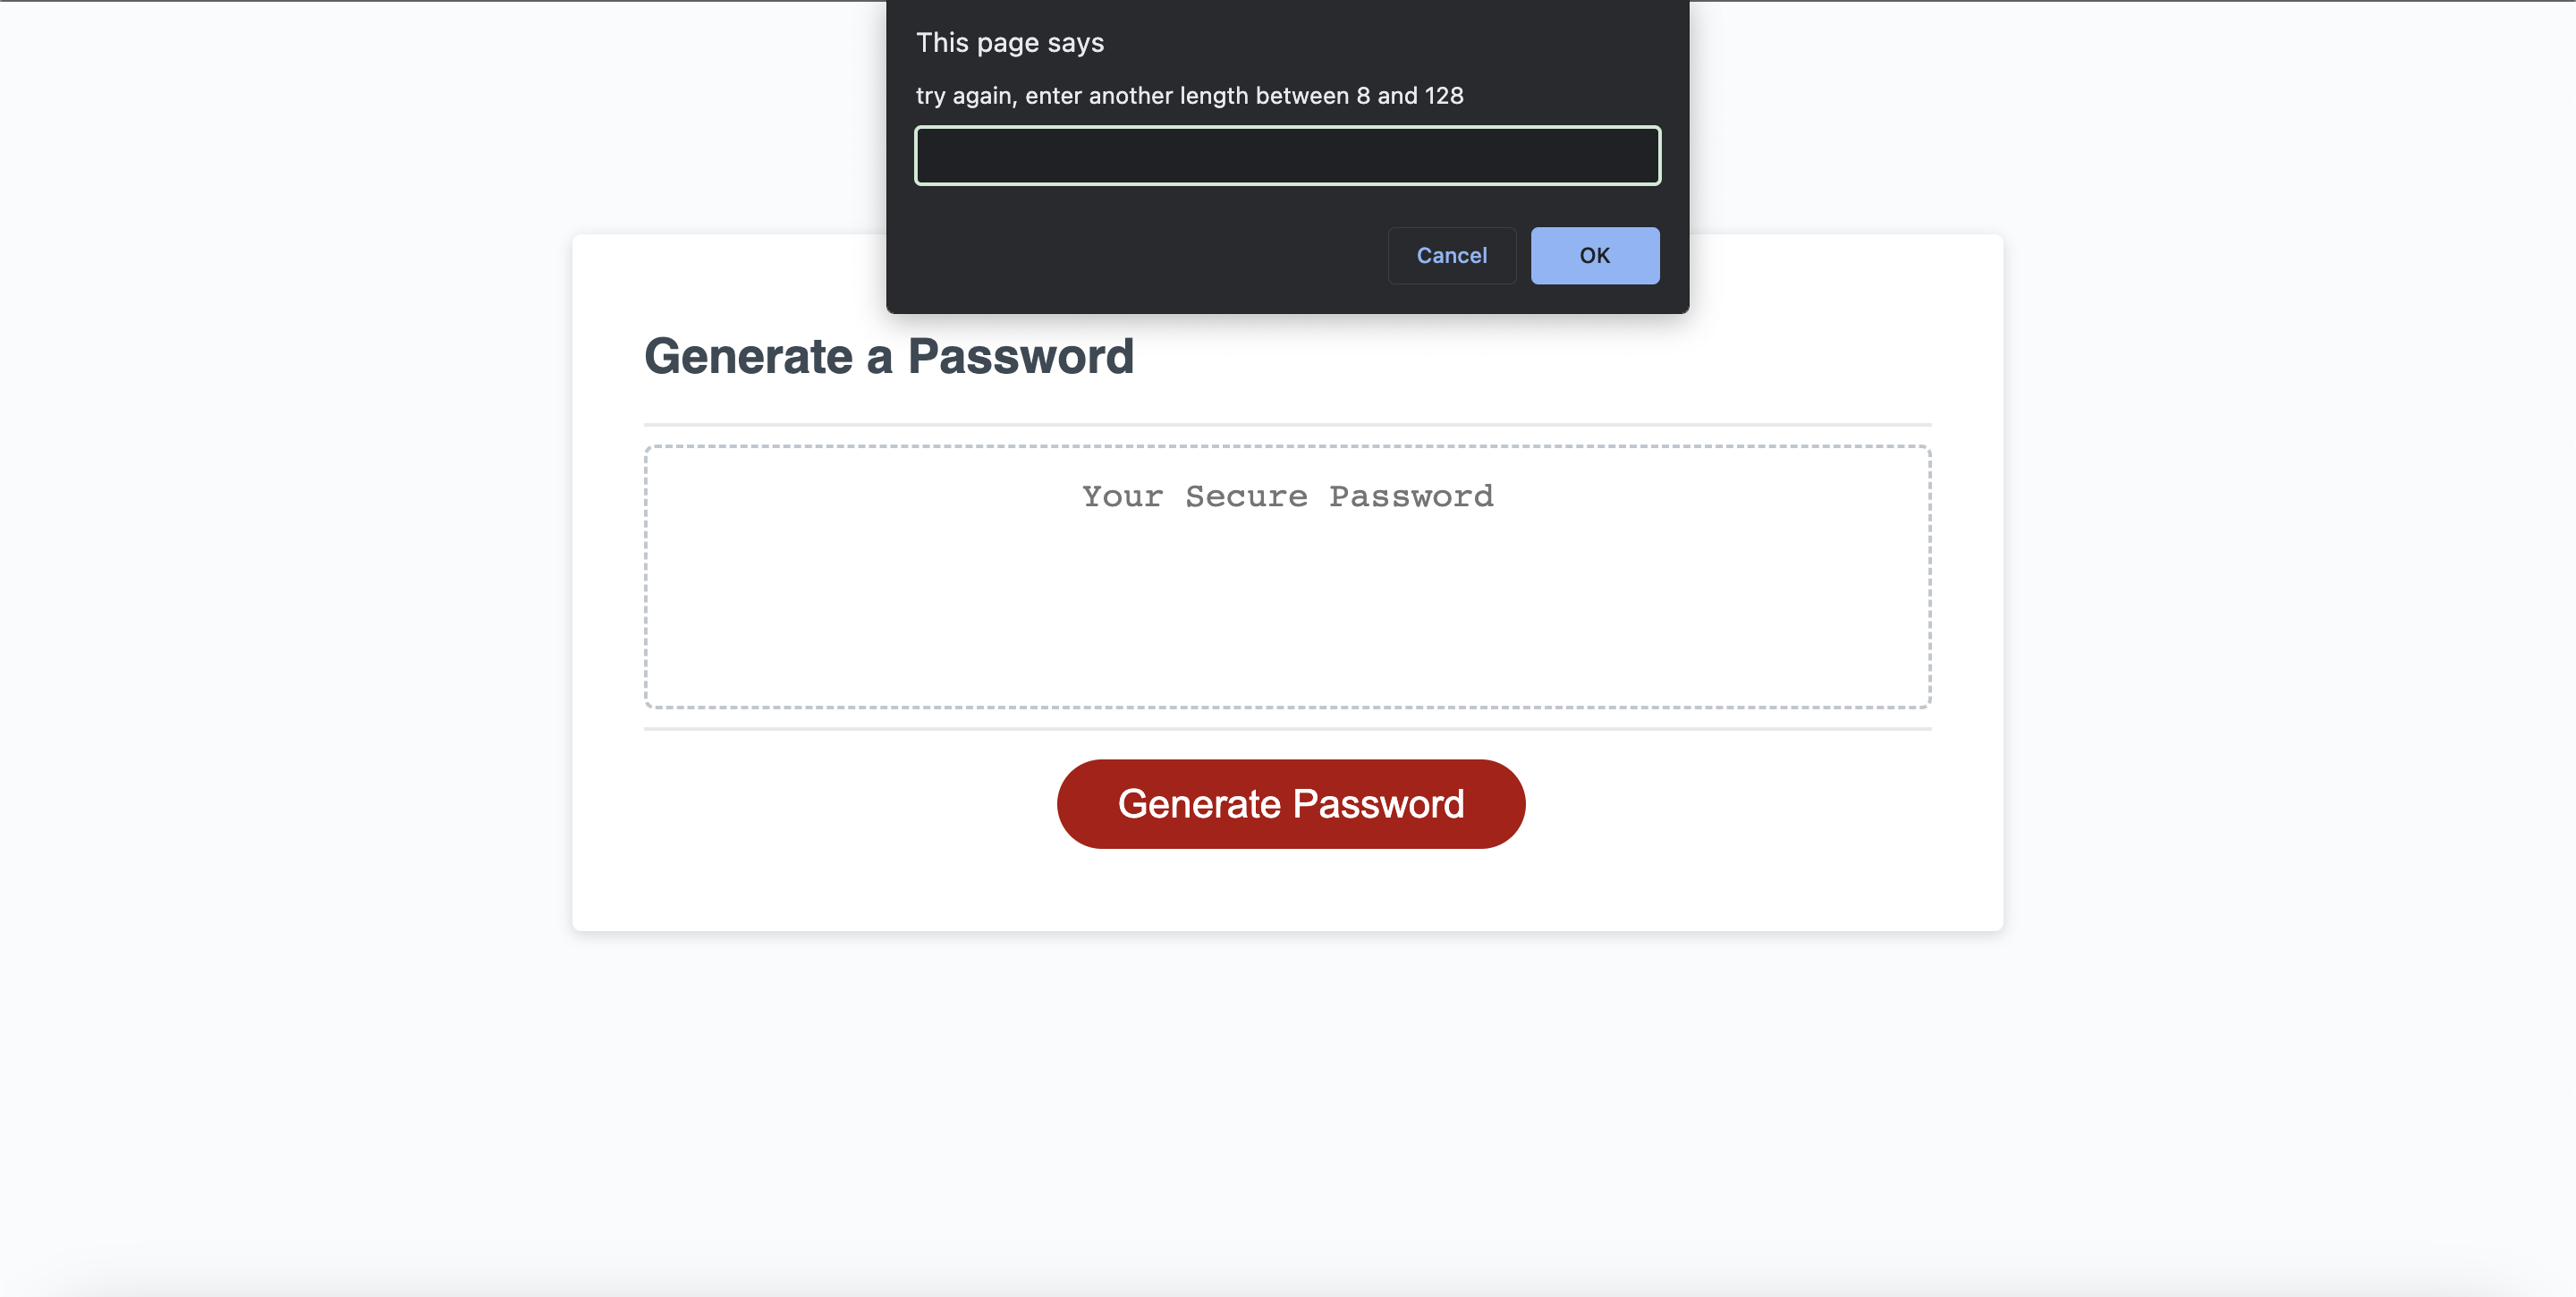 This page says
try again, enter another length between 8 and 128
Cancel
OK
Generate a Password
Your Secure Password
Generate Password